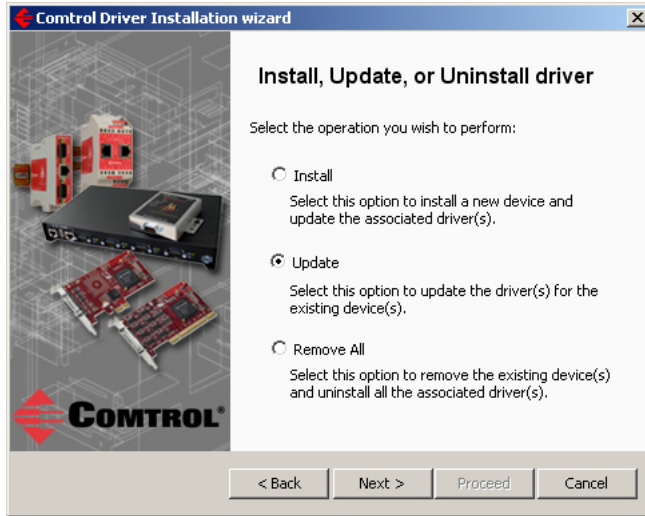 Comtrol Driver Installation wizard
Install, Update, or Uninstall driver
Select the operation you wish to perform:
Install
Select this option to install a new device and
update the associated driver(s).
Update
Select this option to update the driver(s) for the
existing device(s).
Remove All
Select this option to remove the existing device(s)
and uninstall all the associated driver(s).
COMTROL®
< Back
Next >
Proceed
Cancel